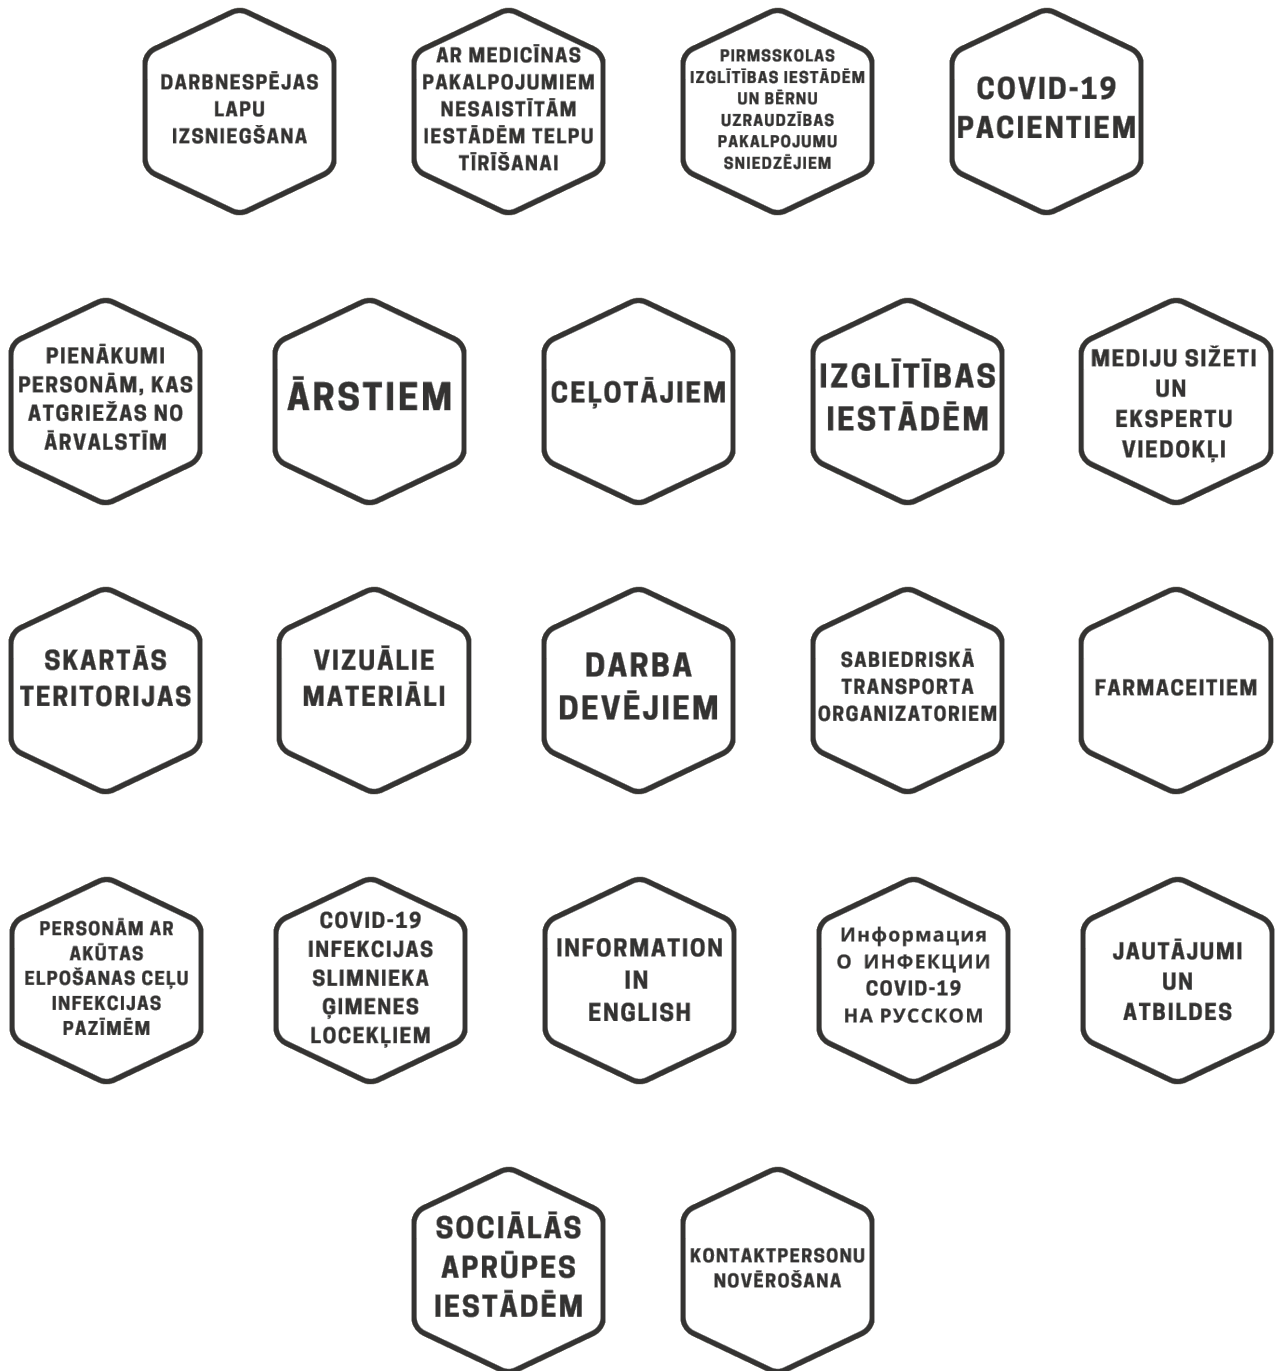 DARBNESPĒJAS
LAPU
IZSNIEGŠANA
AR MEDICĪNAS
PAKALPOJUMIEM
NESAISTĪTĀM
IESTĀDĒM TELPU
TĪRĪŠANAI
PIRMSSKOLAS
IZGLĪTĪBAS IESTĀDĒM
UN BĒRNU
UZRAUDZĪBAS
PAKALPOJUMU
SNIEDZĒJIEM
COVID-19
PACIENTIEM
PIENĀKUMI
PERSONĀM, KAS
ATGRIEŽAS NO
ĀRVALSTĪM
ĀRSTIEM
CEĻOTĀJIEM
IZGLĪTĪBAS
IESTĀDĒM
MEDIJU SIŽETI
UN
EKSPERTU
VIEDOKĻI
SKARTĀS
TERITORIJAS
VIZUĀLIE
MATERIĀLI
DARBA
DEVĒJIEM
SABIEDRISKĀ
TRANSPORTA
ORGANIZATORIEM
FARMACEITIEM
PERSONĀM AR
AKŪTAS
ELPOŠANAS CEĻU
INFEKCIJAS
PAZĪMĒM
COVID-19
INFEKCIJAS
SLIMNIEKA
ĢIMENES
LOCEKĻIEM
INFORMATION
IN
ENGLISH
Информация
О ИНФЕКЦИИ
COVID-19
НА РУССКОМ
JAUTĀJUMI
UN
ATBILDES
SOCIĀLĀS
APRŪPES
IESTĀDĒM
KONTAKTPERSONU
NOVĒROŠANA